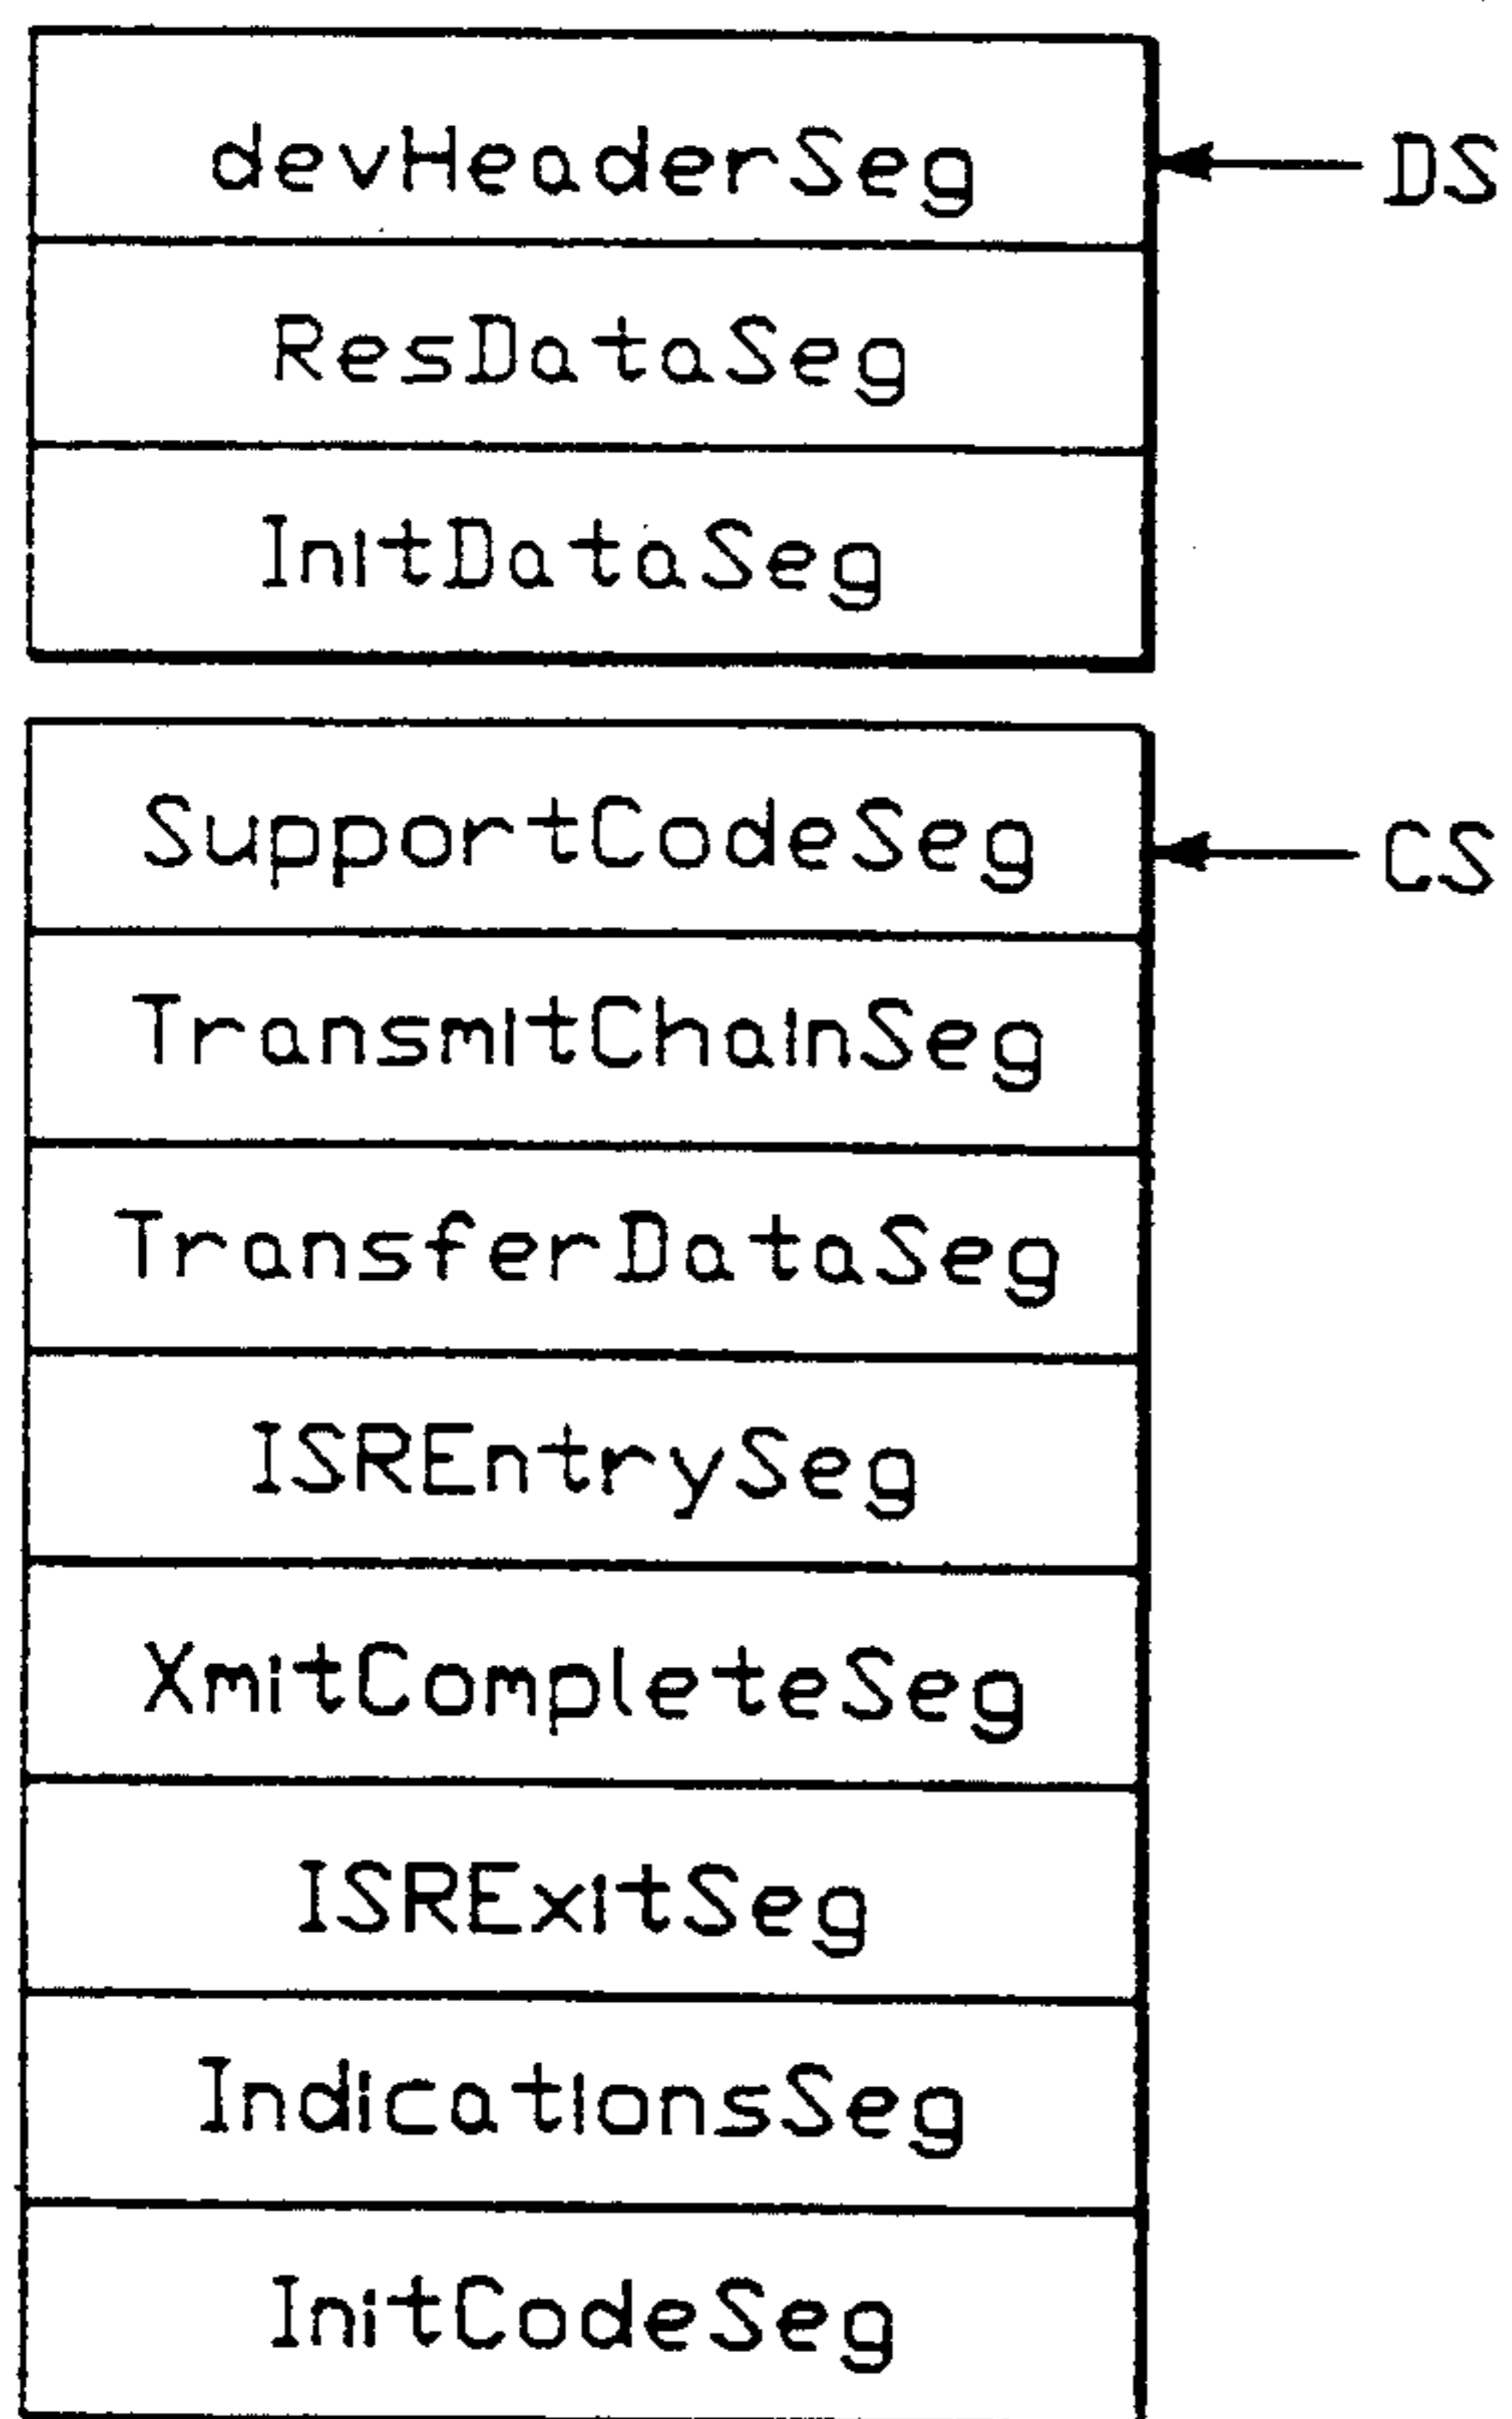 devHeaderSeg
DS
ResDataSeg
InitDataSeg
SupportCodeSeg
CS
TransmitChainSeg
TransferDataSeg
ISREntrySeg
XmitCompleteSeg
ISRExitSeg
IndicationsSeg
InitCodeSeg